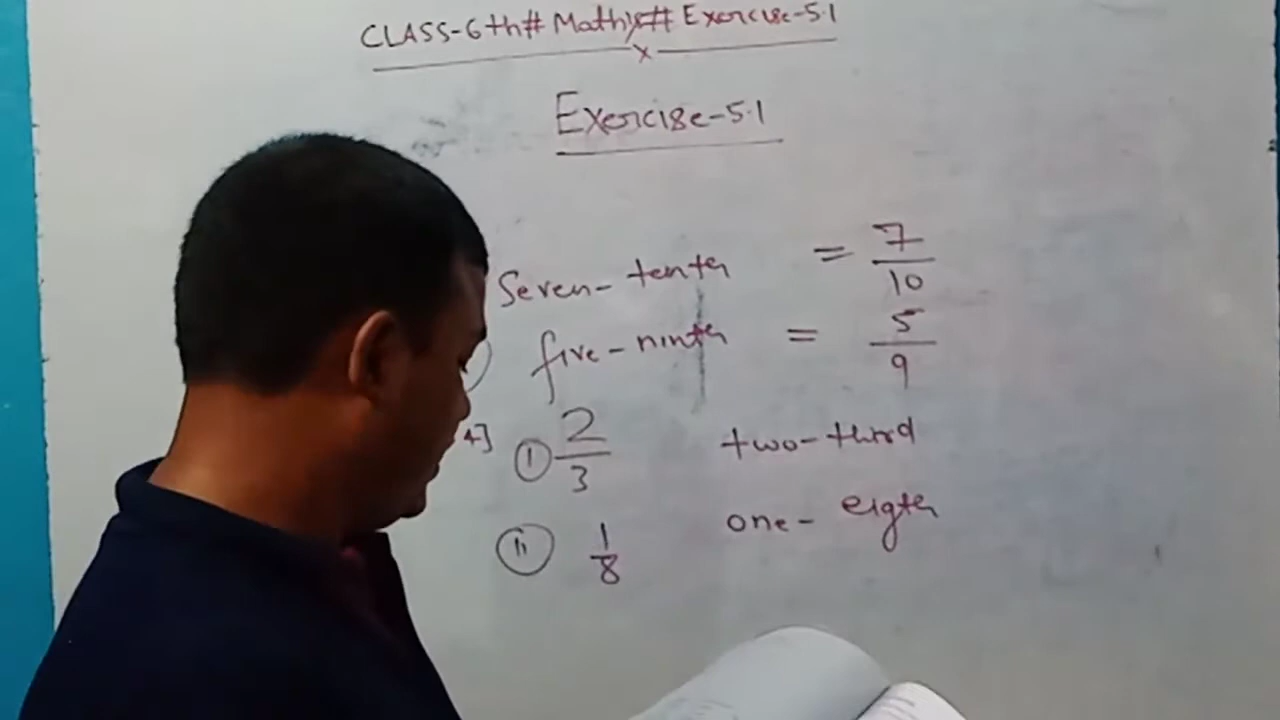 CLASS-6th# Maths# Exercise-5.1
x
Exercise-5.1
Seven-tenth = 7/10
five-ninth = 5/9
4] (i) 2/3 two-third
(ii) 1/8 one-eigth